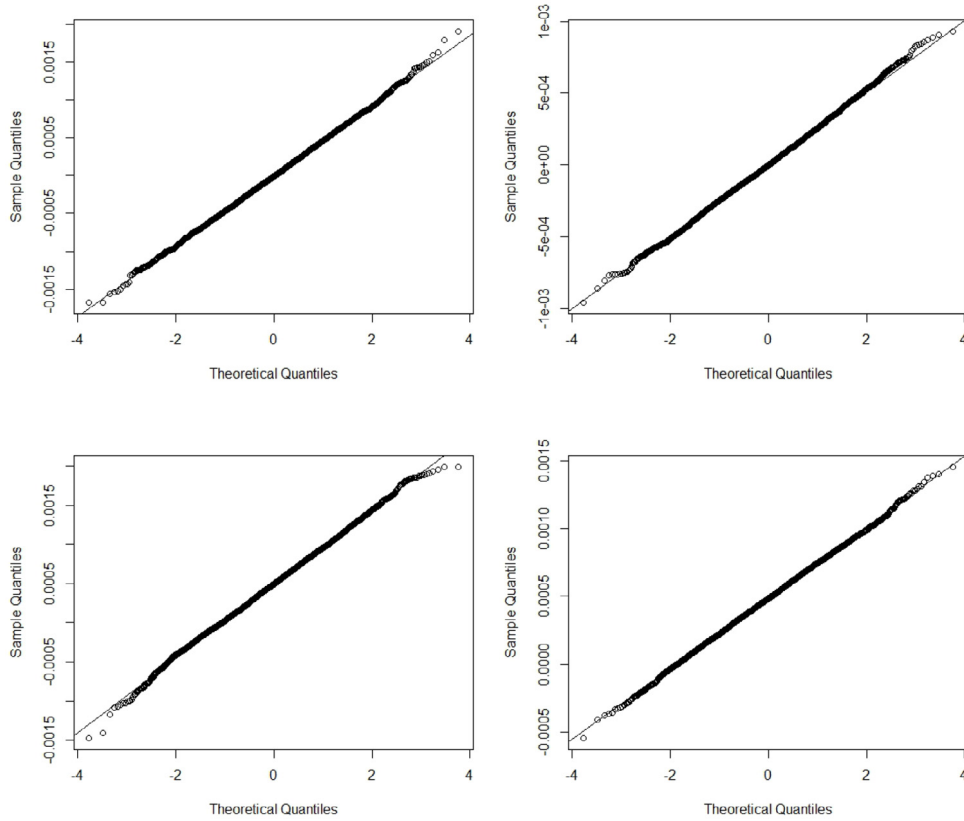 Sample Quantiles
0.0015
0.0005
-0.0005
-0.0015
-4
-2
0
2
4
Theoretical Quantiles
Sample Quantiles
1e-03
5e-04
0e+00
-5e-04
-1e-03
-4
-2
0
2
4
Theoretical Quantiles
Sample Quantiles
0.0015
0.0005
-0.0005
-0.0015
-4
-2
0
2
4
Theoretical Quantiles
Sample Quantiles
0.0015
0.0010
0.0005
0.0000
-0.0005
-4
-2
0
2
4
Theoretical Quantiles